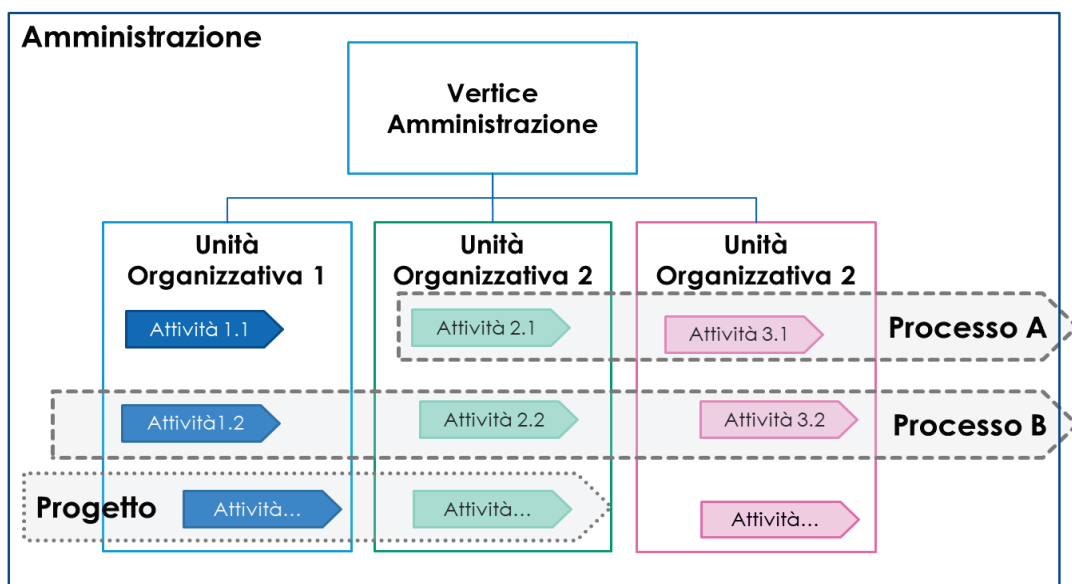 Amministrazione
Vertice
Amministrazione
Unità
Organizzativa 1
Unità
Organizzativa 2
Unità
Organizzativa 2
Attività 1.1
Attività 2.1
Attività 3.1
Processo A
Attività1.2
Attività 2.2
Attività 3.2
Processo B
Progetto
Attività...
Attività...
Attività...